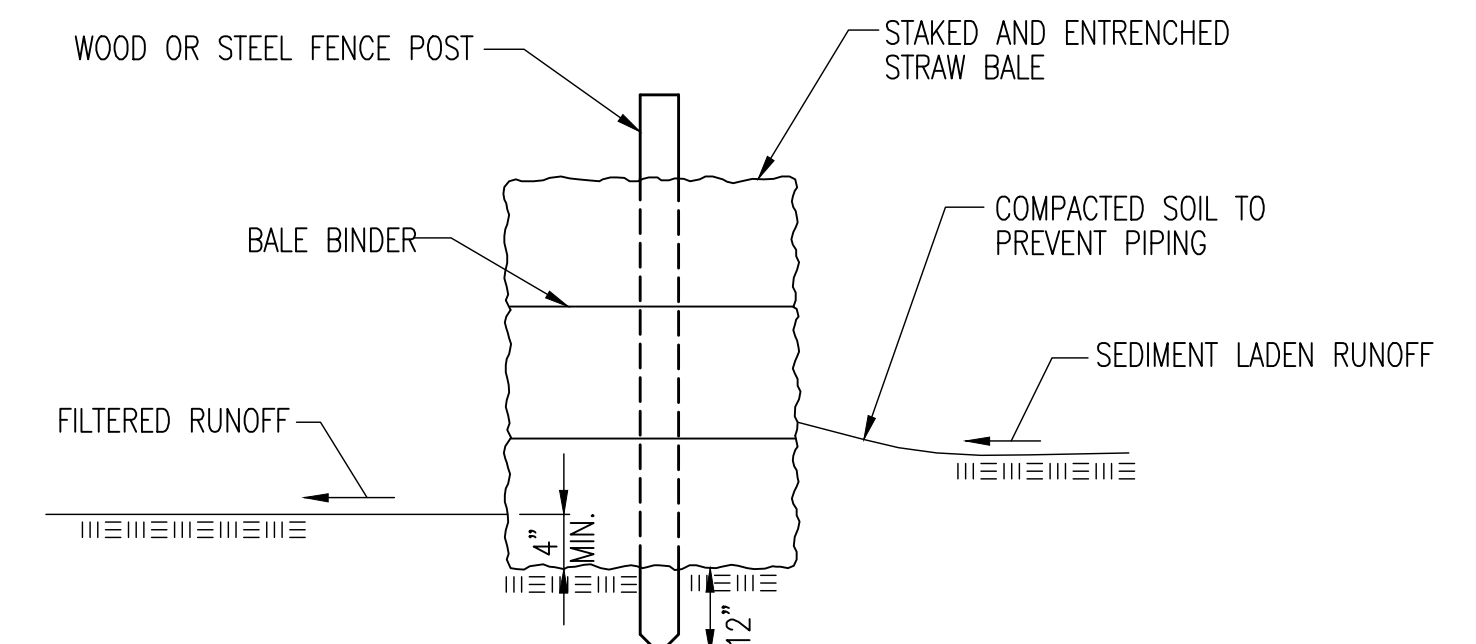 WOOD OR STEEL FENCE POST
STAKED AND ENTRENCHED
STRAW BALE
BALE BINDER
COMPACTED SOIL TO
PREVENT PIPING
SEDIMENT LADEN RUNOFF
FILTERED RUNOFF
4"
MIN.
12"